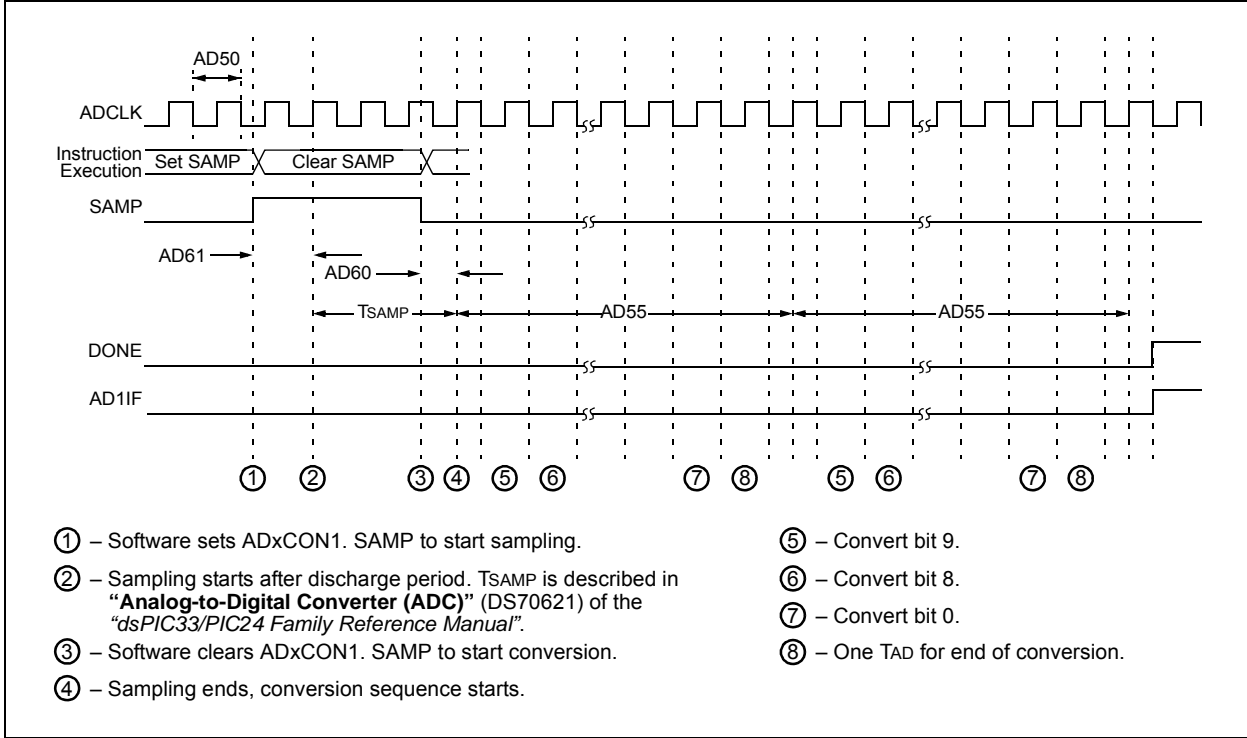 AD50
ADCLK
Instruction
Execution
Set SAMP
Clear SAMP
SAMP
AD61
AD60
TSAMP
AD55
AD55
DONE
AD1IF
1 2 3 4 5 6 7 8 5 6 7 8
1 – Software sets ADxCON1. SAMP to start sampling.
2 – Sampling starts after discharge period. TSAMP is described in
“Analog-to-Digital Converter (ADC)” (DS70621) of the
“dsPIC33/PIC24 Family Reference Manual”.
3 – Software clears ADxCON1. SAMP to start conversion.
4 – Sampling ends, conversion sequence starts.
5 – Convert bit 9.
6 – Convert bit 8.
7 – Convert bit 0.
8 – One TAD for end of conversion.